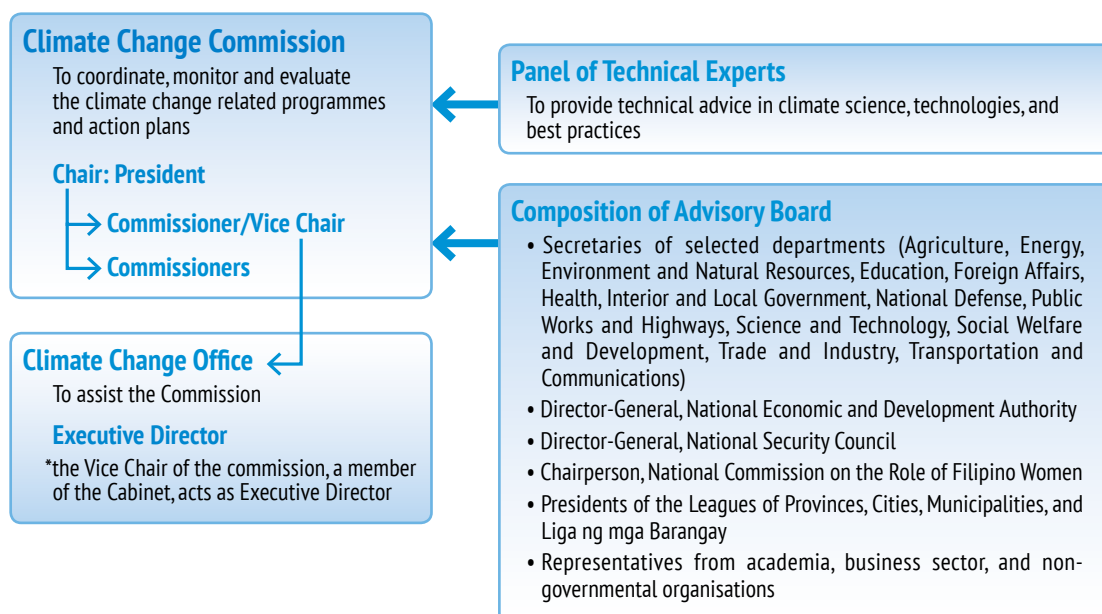 Climate Change Commission
To coordinate, monitor and evaluate
the climate change related programmes
and action plans
Chair: President
Commissioner/Vice Chair
Commissioners
Climate Change Office
To assist the Commission
Executive Director
*the Vice Chair of the commission, a member
of the Cabinet, acts as Executive Director
Panel of Technical Experts
To provide technical advice in climate science, technologies, and
best practices
Composition of Advisory Board
• Secretaries of selected departments (Agriculture, Energy,
Environment and Natural Resources, Education, Foreign Affairs,
Health, Interior and Local Government, National Defense, Public
Works and Highways, Science and Technology, Social Welfare
and Development, Trade and Industry, Transportation and
Communications)
• Director-General, National Economic and Development Authority
• Director-General, National Security Council
• Chairperson, National Commission on the Role of Filipino Women
• Presidents of the Leagues of Provinces, Cities, Municipalities, and
Liga ng mga Barangay
• Representatives from academia, business sector, and non-
governmental organisations